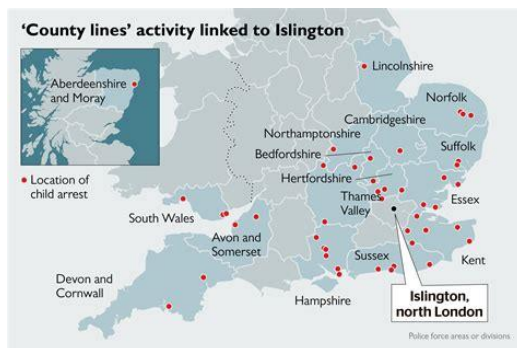 ‘County lines’ activity linked to Islington
Aberdeenshire
and Moray
Location of
child arrest
Lincolnshire
Norfolk
Cambridgeshire
Northamptonshire
Suffolk
Bedfordshire
Hertfordshire
Thames
Valley
Essex
South Wales
Avon and
Somerset
Sussex
Kent
Devon and
Cornwall
Hampshire
Islington,
north London
Police force areas or divisions